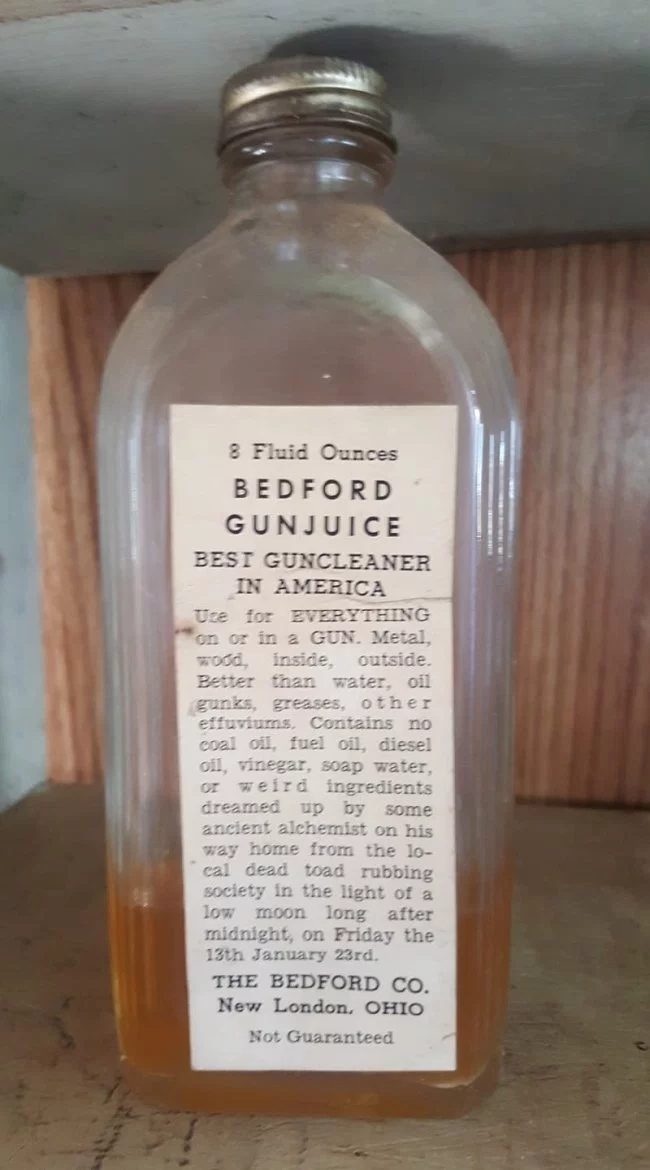 8 Fluid Ounces
BEDFORD
GUNJUICE
BEST GUNCLEANER
IN AMERICA
Use for EVERYTHING
on or in a GUN. Metal,
wood, inside, outside.
Better than water, oil
gunks, greases, other
effuviums. Contains no
coal oil, fuel oil, diesel
oil, vinegar, soap water,
or weird ingredients
dreamed up by some
ancient alchemist on his
way home from the lo-
cal dead toad rubbing
society in the light of a
low moon long after
midnight, on Friday the
13th January 23rd.
THE BEDFORD CO.
New London. OHIO
Not Guaranteed